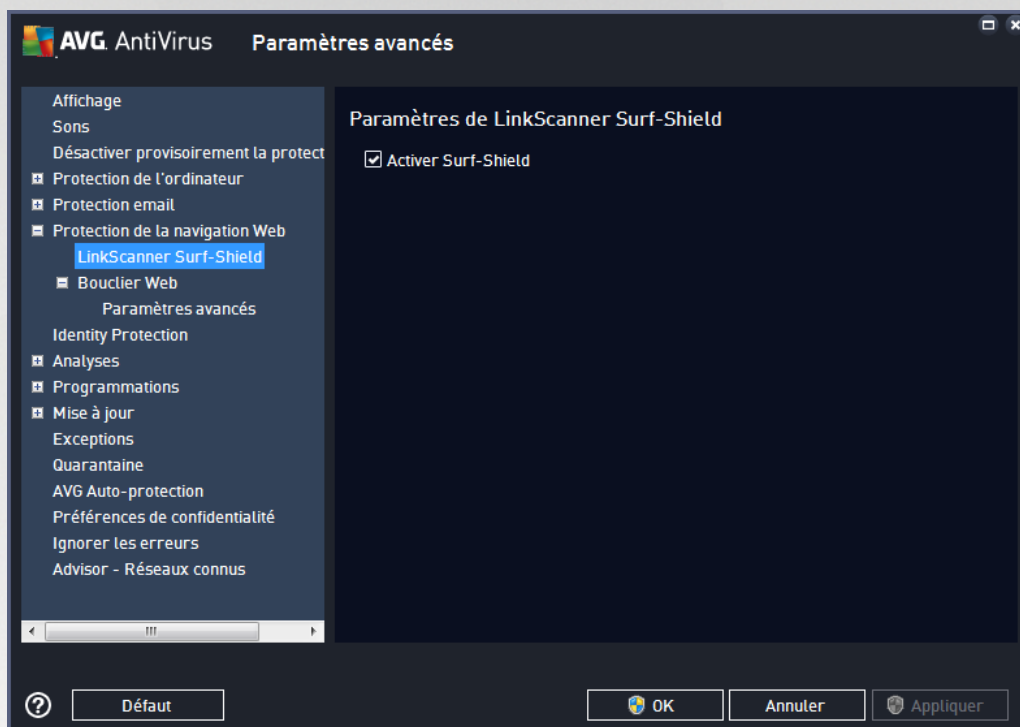 AVG. AntiVirus Paramètres avancés
Affichage
Sons
Désactiver provisoirement la protect
Protection de l'ordinateur
Protection email
Protection de la navigation Web
LinkScanner Surf-Shield
Bouclier Web
Paramètres avancés
Identity Protection
Analyses
Programmations
Mise à jour
Exceptions
Quarantaine
AVG Auto-protection
Préférences de confidentialité
Ignorer les erreurs
Advisor - Réseaux connus
Paramètres de LinkScanner Surf-Shield
Activer Surf-Shield
Défaut
OK
Annuler
Appliquer